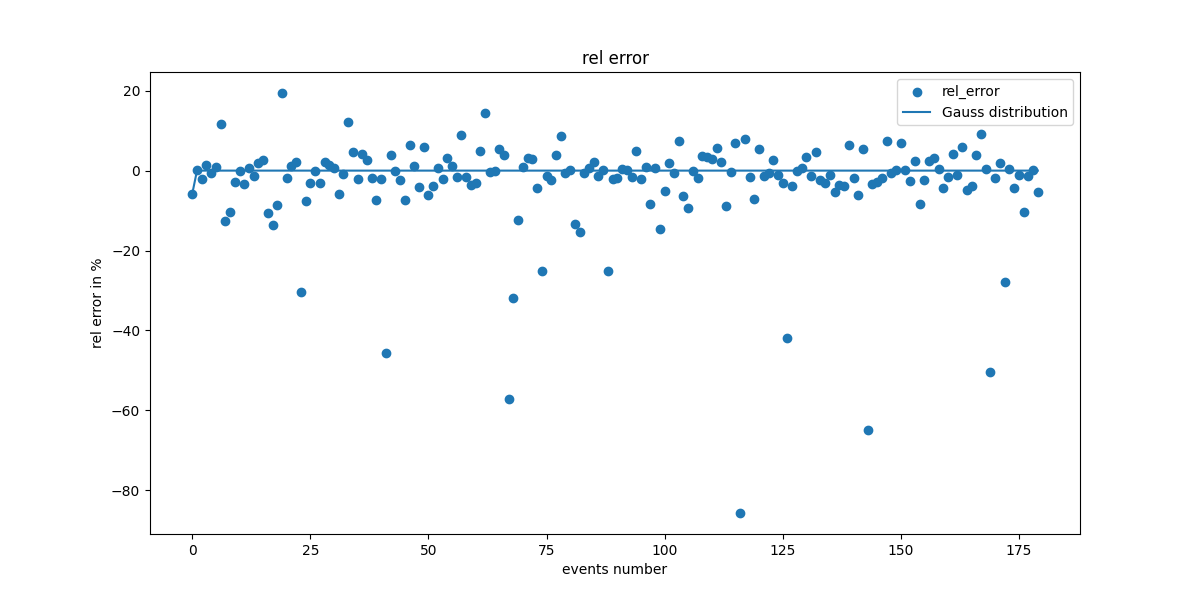 rel error
rel_error
Gauss distribution
rel error in %
20
0
−20
−40
−60
−80
0 25 50 75 100 125 150 175
events number